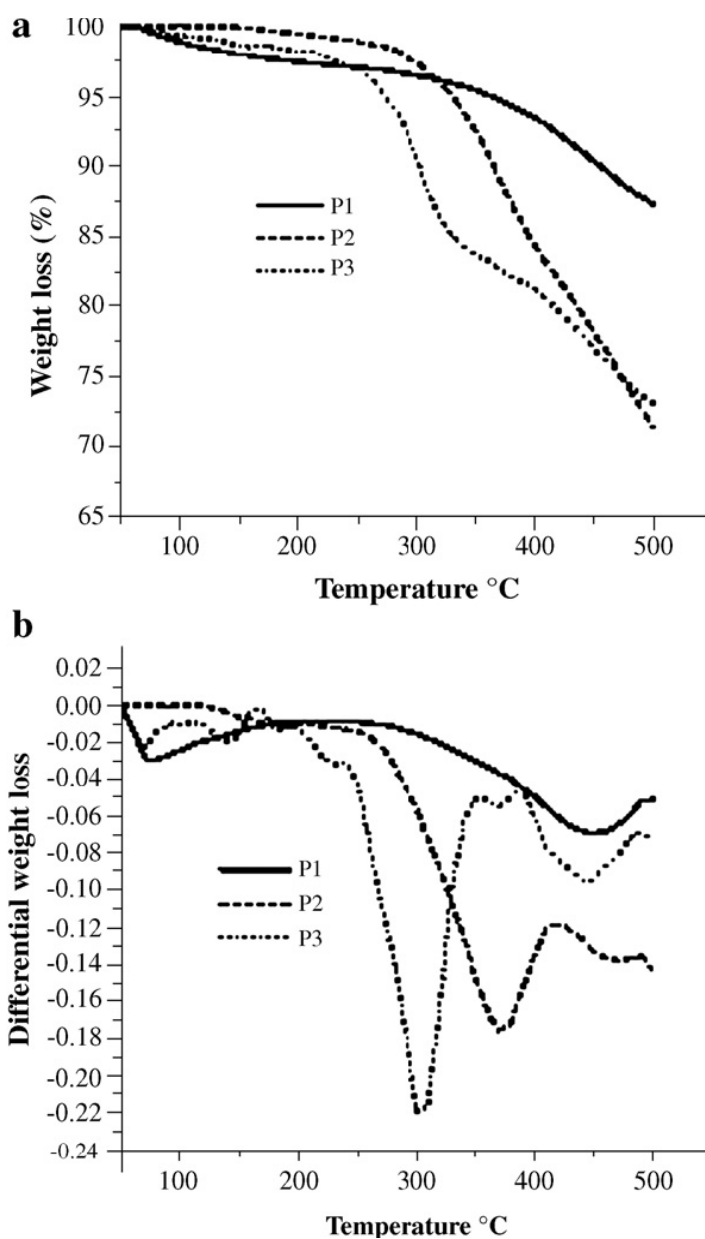 a
100
95
90
85
80
75
70
65
Weight loss (%)
P1
P2
P3
100 200 300 400 500
Temperature °C
b
0.02
0.00
-0.02
-0.04
-0.06
-0.08
-0.10
-0.12
-0.14
-0.16
-0.18
-0.20
-0.22
-0.24
Differential weight loss
P1
P2
P3
100 200 300 400 500
Temperature °C